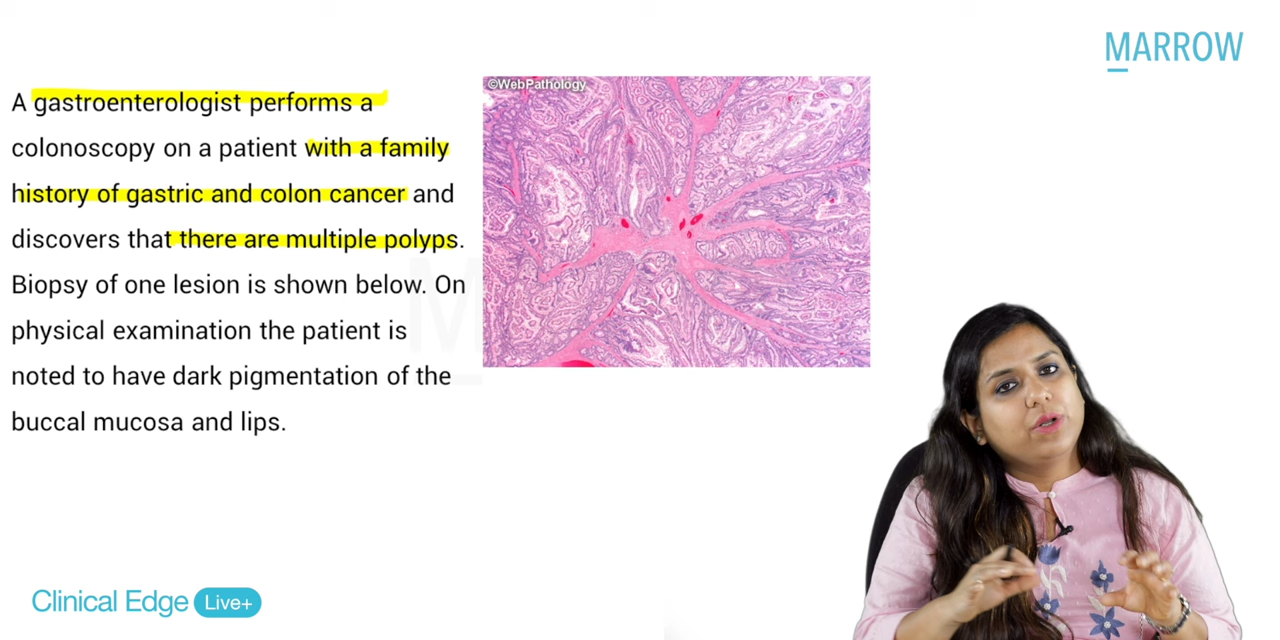 MARROW
©WebPathology
A gastroenterologist performs a
colonoscopy on a patient with a family
history of gastric and colon cancer and
discovers that there are multiple polyps.
Biopsy of one lesion is shown below. On
physical examination the patient is
noted to have dark pigmentation of the
buccal mucosa and lips.
Clinical Edge Live+